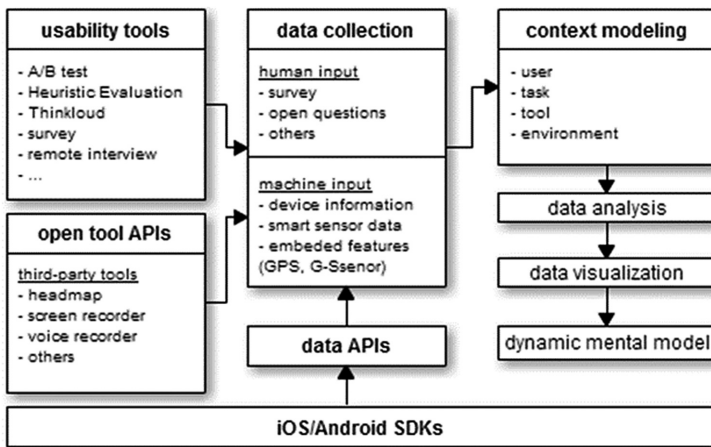 usability tools
- A/B test
- Heuristic Evaluation
- Thinkloud
- survey
- remote interview
- ...
open tool APIs
third-party tools
- headmap
- screen recorder
- voice recorder
- others
data collection
human input
- survey
- open questions
- others
machine input
- device information
- smart sensor data
- embeded features
(GPS, G-Ssenor)
data APIs
context modeling
- user
- task
- tool
- environment
data analysis
data visualization
dynamic mental model
iOS/Android SDKs